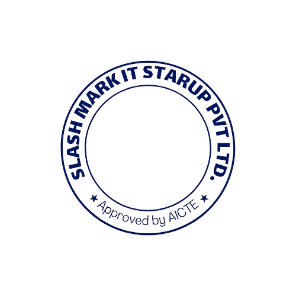 SLASH MARK IT STARUP PVT LTD.
★ Approved by AICTE ★